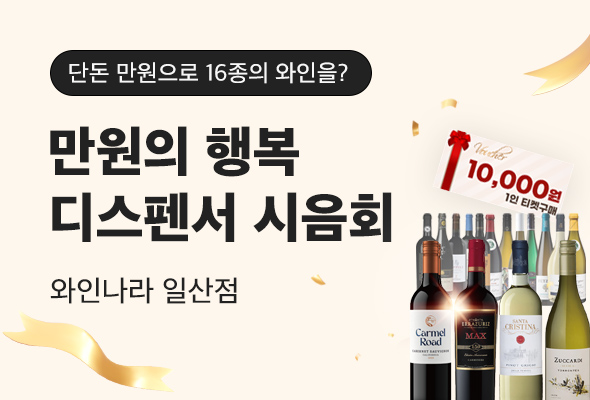 단돈 만원으로 16종의 와인을?
만원의 행복
디스펜서 시음회
와인나라 일산점
Voucher
10,000원
1인 티켓구매
Carmel
Road
CABERNET SAUVIGNON
ERRAZURIZ
MAX
SANTA
CRISTINA
ZUCCARDI